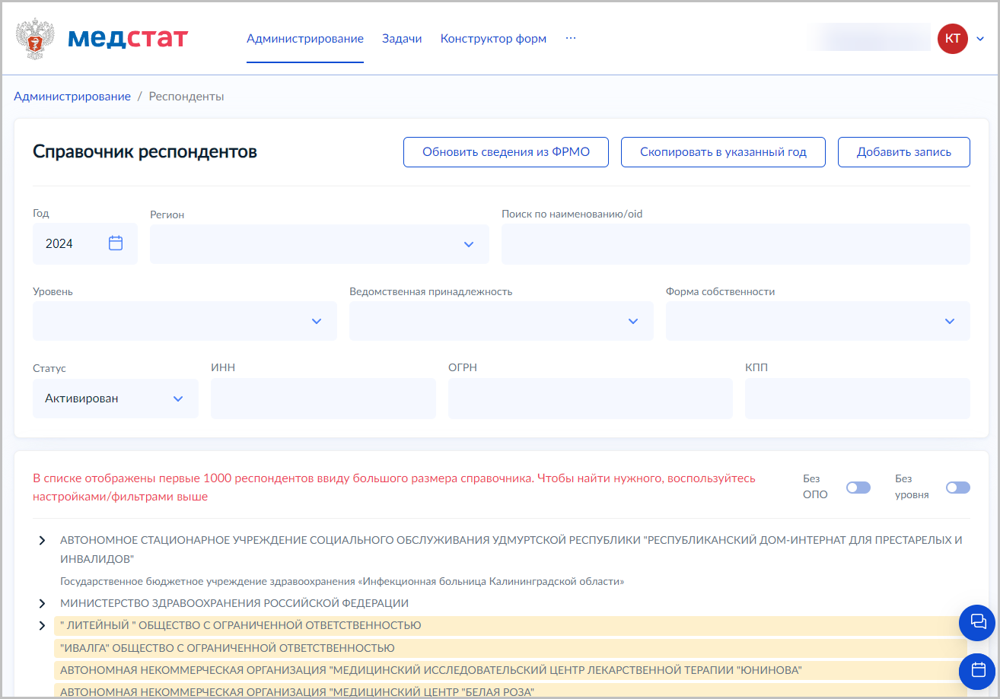 медстат
Администрирование Задачи Конструктор форм ...
КТ
Администрирование / Респонденты
Справочник респондентов
Обновить сведения из ФРМО
Скопировать в указанный год
Добавить запись
Год
Регион
Поиск по наименованию/oid
2024
Уровень
Ведомственная принадлежность
Форма собственности
Статус
ИНН
ОГРН
КПП
Активирован
В списке отображены первые 1000 респондентов ввиду большого размера справочника. Чтобы найти нужного, воспользуйтесь
настройками/фильтрами выше
Без
ОПО
Без
уровня
АВТОНОМНОЕ СТАЦИОНАРНОЕ УЧРЕЖДЕНИЕ СОЦИАЛЬНОГО ОБСЛУЖИВАНИЯ УДМУРТСКОЙ РЕСПУБЛИКИ "РЕСПУБЛИКАНСКИЙ ДОМ-ИНТЕРНАТ ДЛЯ ПРЕСТАРЕЛЫХ И
ИНВАЛИДОВ"
Государственное бюджетное учреждение здравоохранения «Инфекционная больница Калининградской области»
МИНИСТЕРСТВО ЗДРАВООХРАНЕНИЯ РОССИЙСКОЙ ФЕДЕРАЦИИ
" ЛИТЕЙНЫЙ " ОБЩЕСТВО С ОГРАНИЧЕННОЙ ОТВЕТСТВЕННОСТЬЮ
"ИВАЛГА" ОБЩЕСТВО С ОГРАНИЧЕННОЙ ОТВЕТСТВЕННОСТЬЮ
АВТОНОМНАЯ НЕКОММЕРЧЕСКАЯ ОРГАНИЗАЦИЯ "МЕДИЦИНСКИЙ ИССЛЕДОВАТЕЛЬСКИЙ ЦЕНТР ЛЕКАРСТВЕННОЙ ТЕРАПИИ "ЮНИНОВА"
АВТОНОМНАЯ НЕКОММЕРЧЕСКАЯ ОРГАНИЗАЦИЯ "МЕДИЦИНСКИЙ ЦЕНТР "БЕЛАЯ РОЗА"